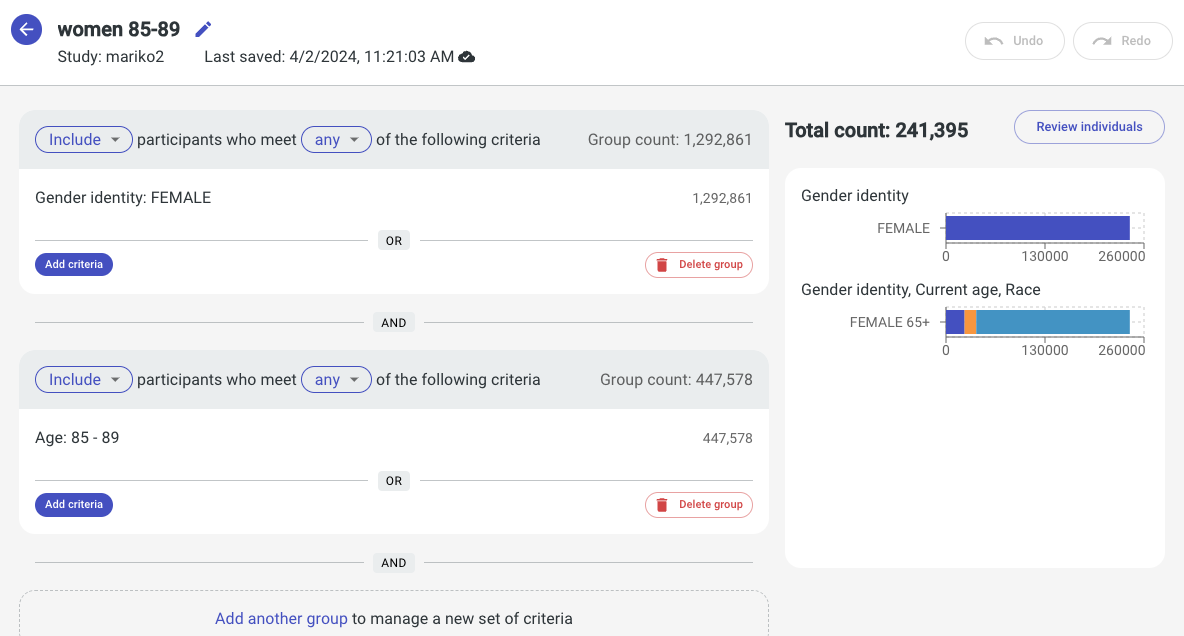 women 85-89
Study: mariko2 Last saved: 4/2/2024, 11:21:03 AM
Undo
Redo
Include participants who meet any of the following criteria Group count: 1,292,861
Gender identity: FEMALE 1,292,861
OR
Add criteria Delete group
AND
Include participants who meet any of the following criteria Group count: 447,578
Age: 85 - 89 447,578
OR
Add criteria Delete group
AND
Add another group to manage a new set of criteria
Total count: 241,395 Review individuals
Gender identity
FEMALE
0 130000 260000
Gender identity, Current age, Race
FEMALE 65+
0 130000 260000